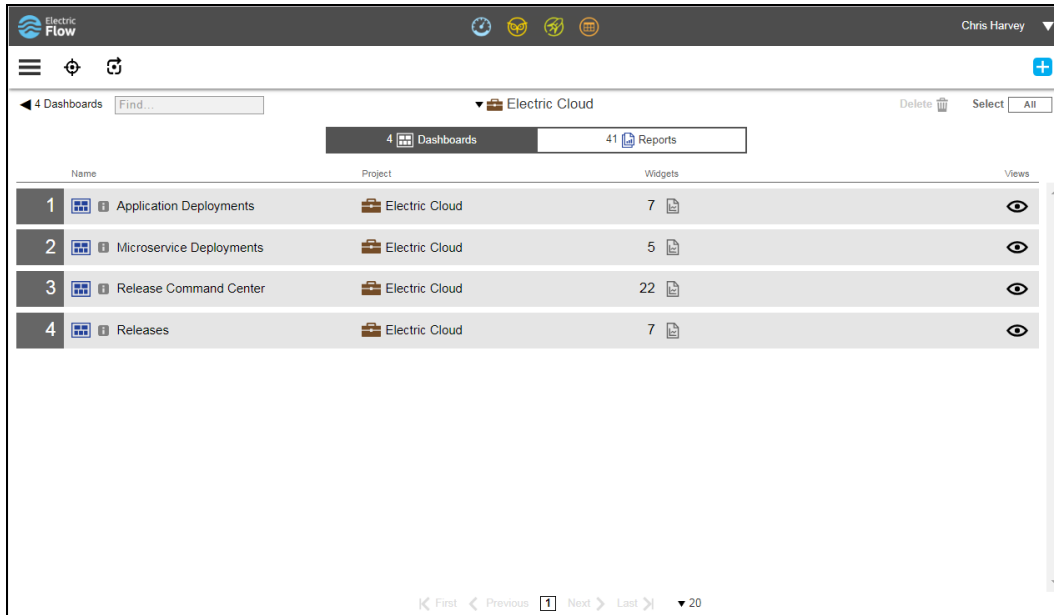 Electric
Flow
Chris Harvey
4 Dashboards
Find...
Electric Cloud
Delete
Select
All
4 Dashboards
41 Reports
Name Project Widgets Views
1 Application Deployments Electric Cloud 7
2 Microservice Deployments Electric Cloud 5
3 Release Command Center Electric Cloud 22
4 Releases Electric Cloud 7
First Previous 1 Next Last 20